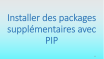 Installer des packages
supplémentaires avec
PIP